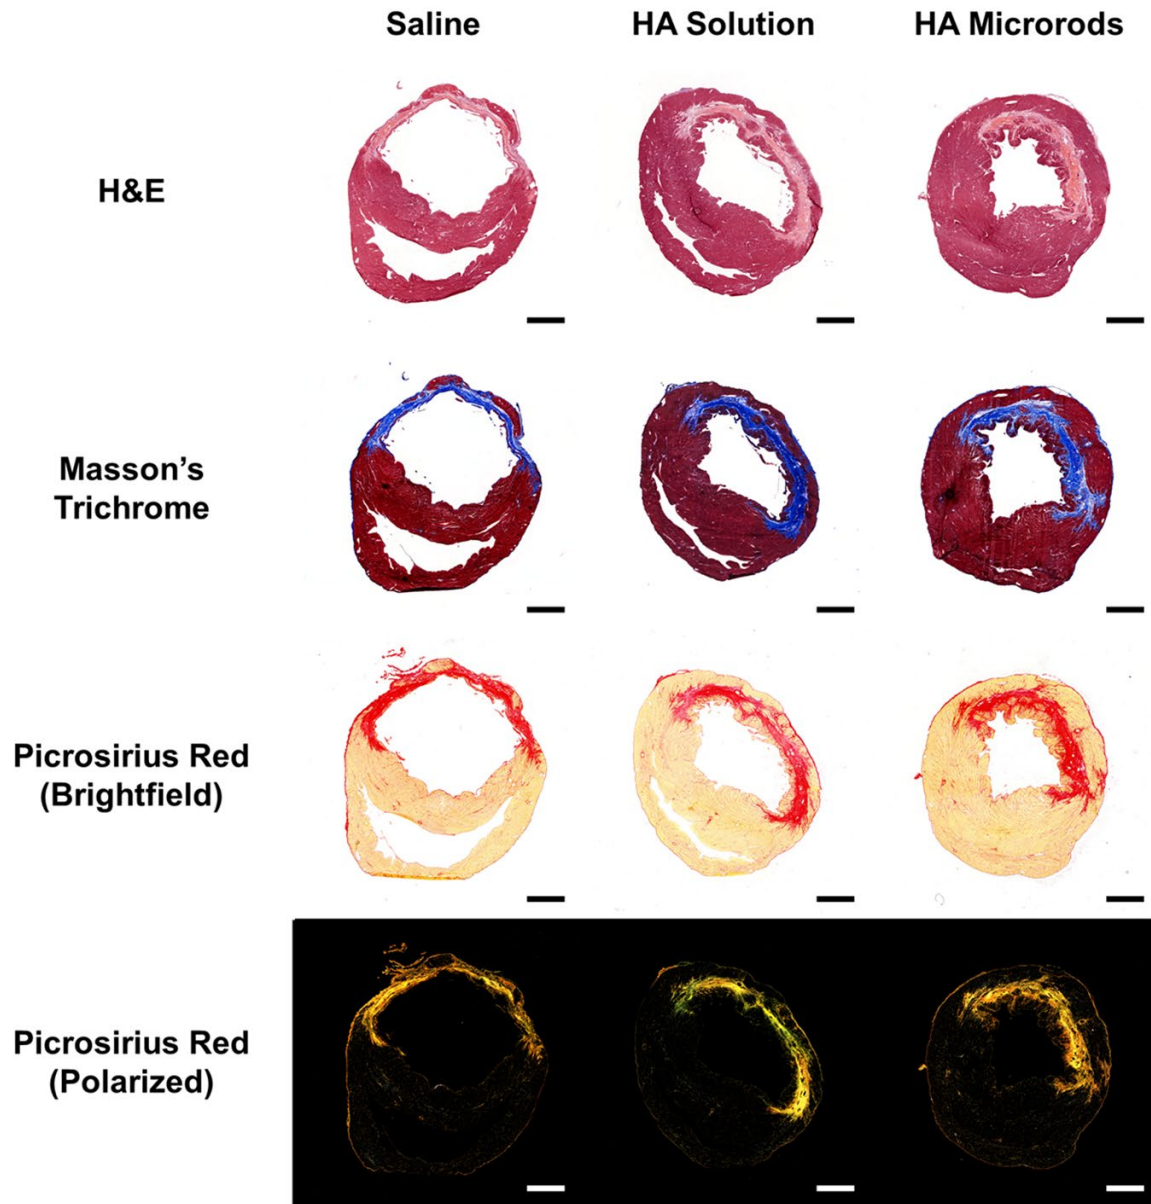 Saline HA Solution HA Microrods
H&E
Masson's
Trichrome
Picrosirius Red
(Brightfield)
Picrosirius Red
(Polarized)